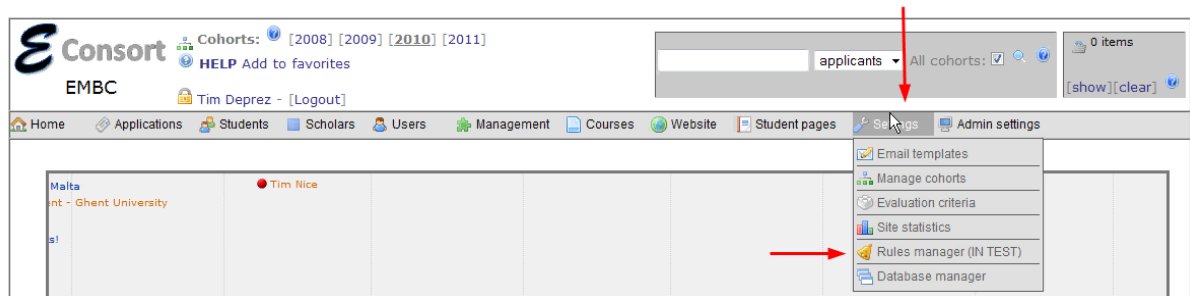 E Consort
EMBC
Cohorts: [2008] [2009] [2010] [2011]
HELP Add to favorites
Tim Deprez - [Logout]
applicants All cohorts:
0 items
[show][clear]
Home Applications Students Scholars Users Management Courses Website Student pages Settings Admin settings
Email templates
Manage cohorts
Evaluation criteria
Site statistics
Rules manager (IN TEST)
Database manager
Malta
ent - Ghent University
s!
Tim Nice